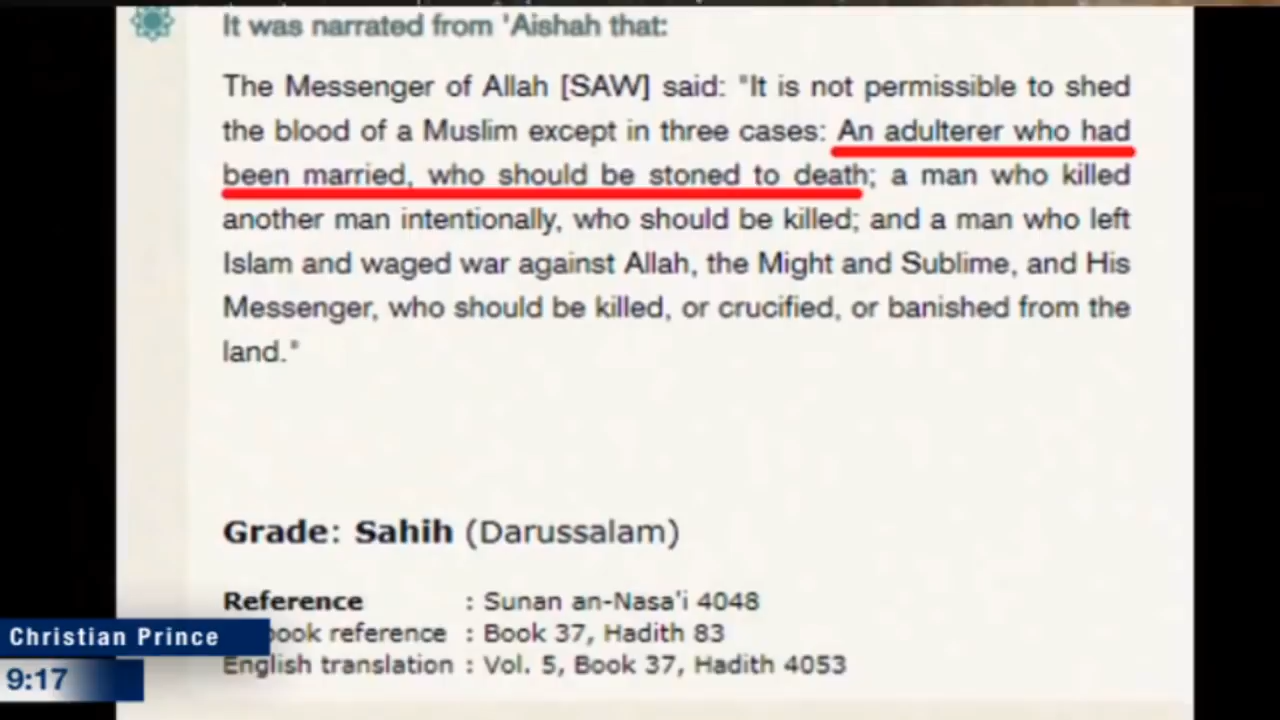 It was narrated from 'Aishah that:
The Messenger of Allah [SAW] said: "It is not permissible to shed
the blood of a Muslim except in three cases: An adulterer who had
been married, who should be stoned to death; a man who killed
another man intentionally, who should be killed; and a man who left
Islam and waged war against Allah, the Might and Sublime, and His
Messenger, who should be killed, or crucified, or banished from the
land."
Grade: Sahih (Darussalam)
Reference : Sunan an-Nasa'i 4048
book reference : Book 37, Hadith 83
English translation : Vol. 5, Book 37, Hadith 4053
Christian Prince
9:17